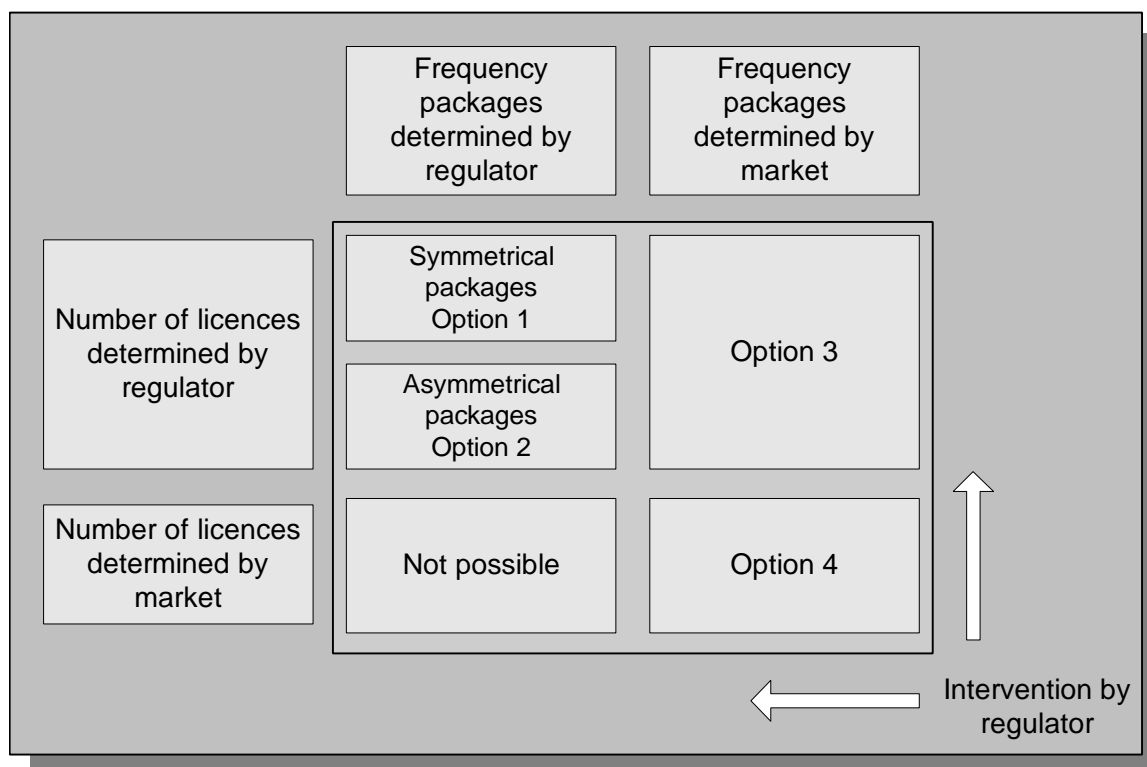 Frequency
packages
determined by
regulator
Frequency
packages
determined by
market
Number of licences
determined by
regulator
Symmetrical
packages
Option 1
Asymmetrical
packages
Option 2
Option 3
Number of licences
determined by
market
Not possible
Option 4
Intervention by
regulator